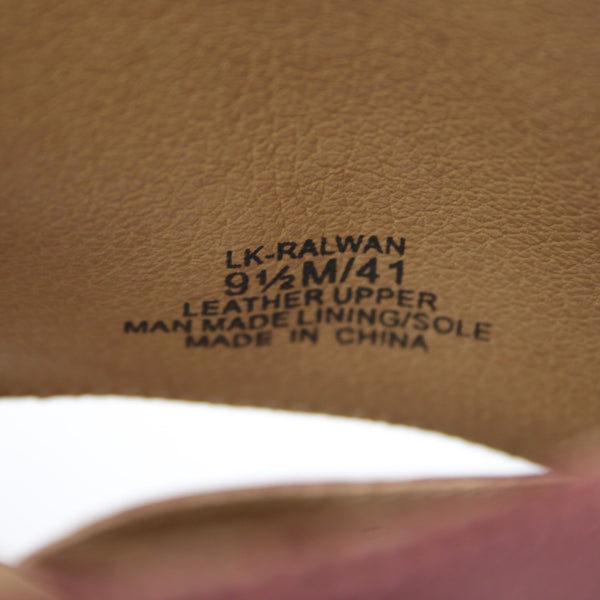 LK-RALWAN
9½M/41
LEATHER UPPER
MAN MADE LINING/SOLE
MADE IN CHINA